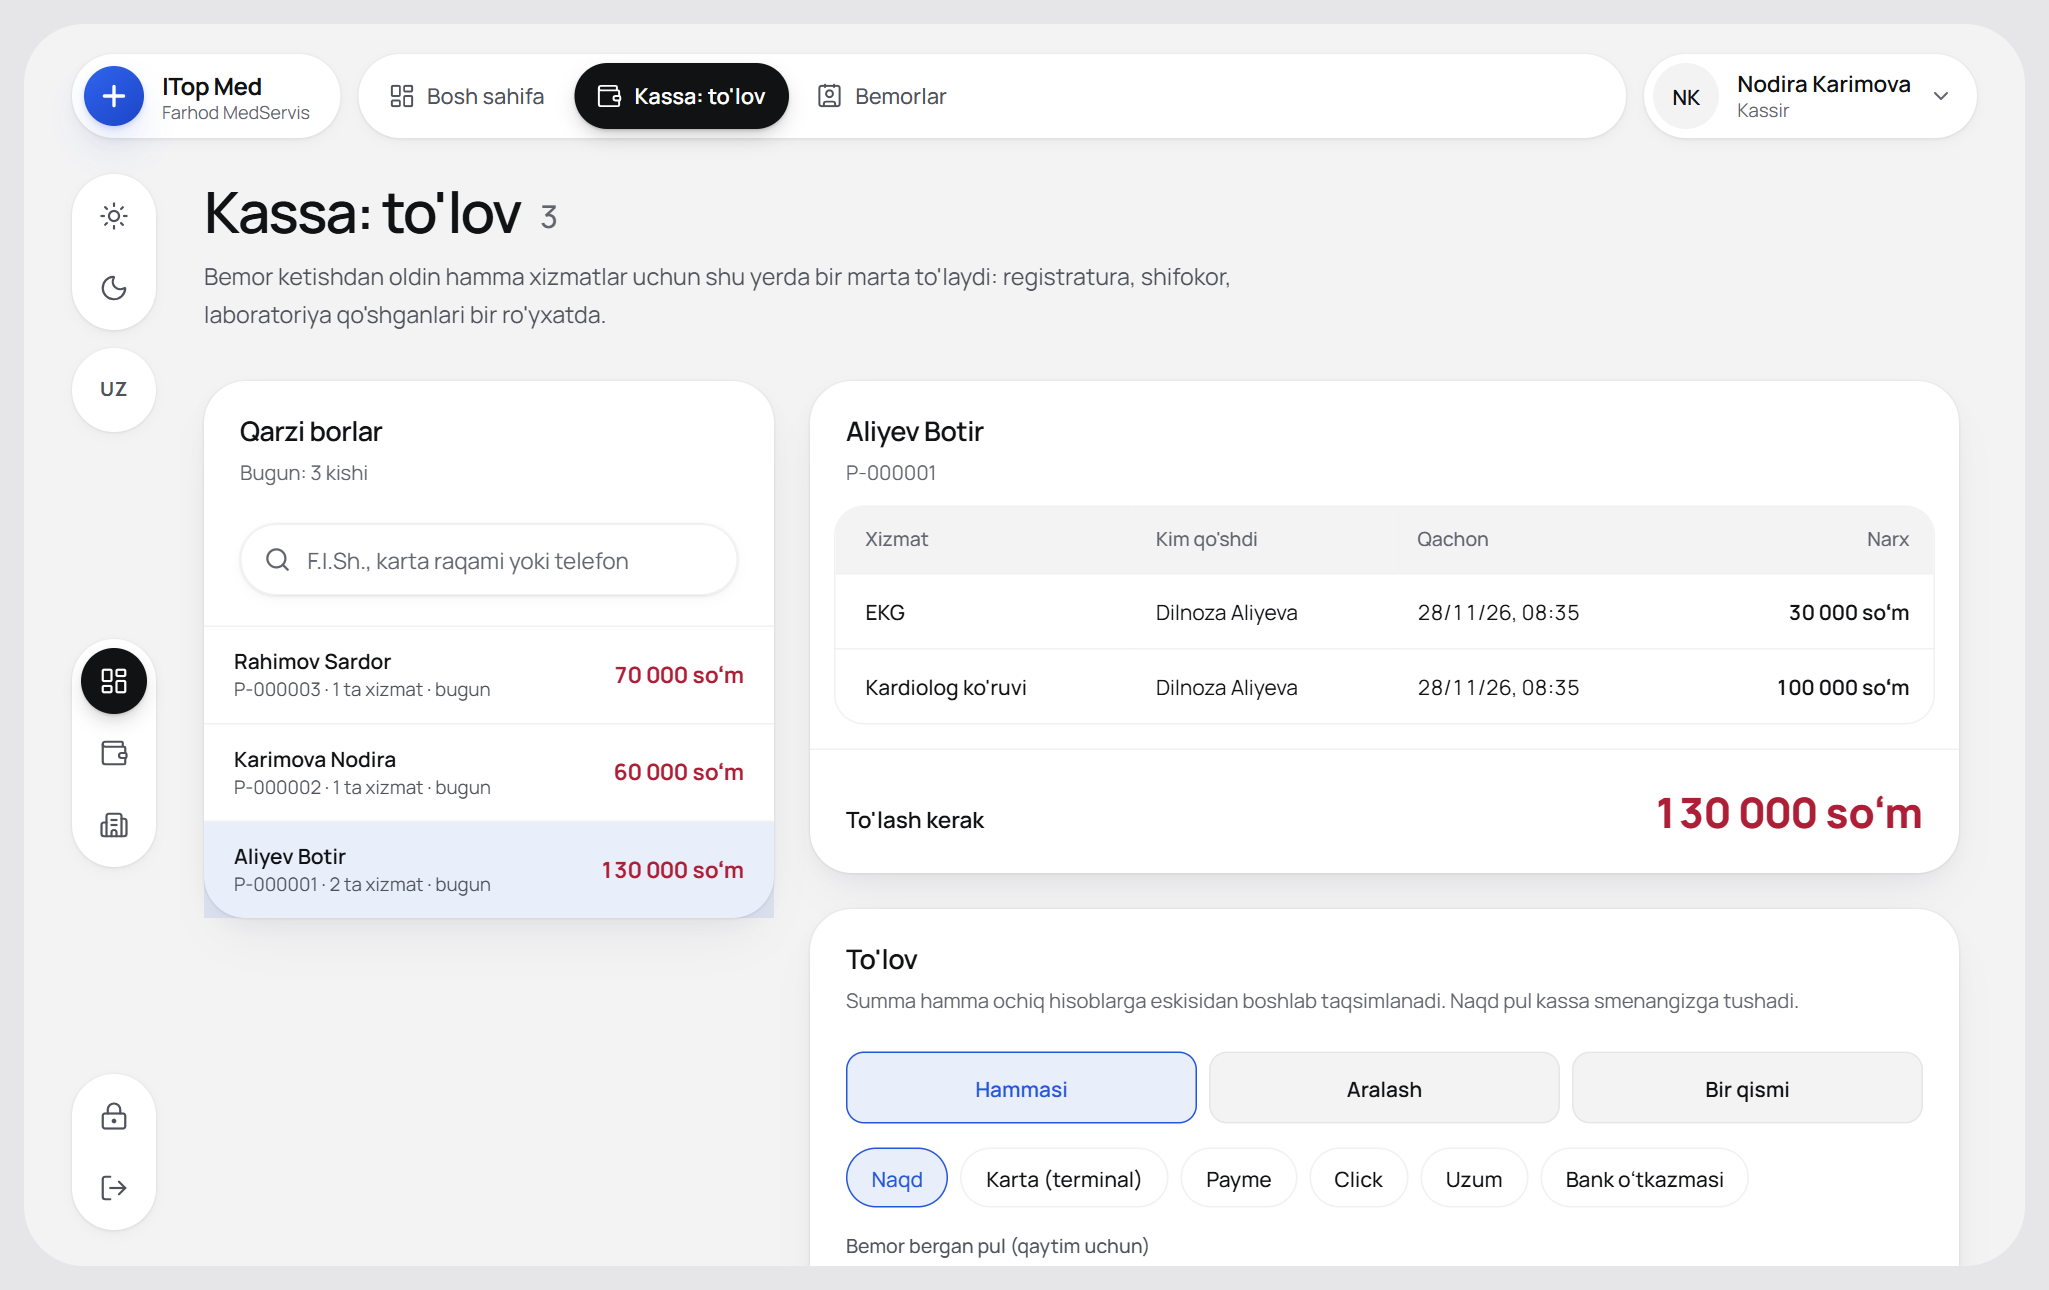 ITop Med
Farhod MedServis
Bosh sahifa
Kassa: to'lov
Bemorlar
NK
Nodira Karimova
Kassir
UZ
Kassa: to'lov 3
Bemor ketishdan oldin hamma xizmatlar uchun shu yerda bir marta to'laydi: registratura, shifokor,
laboratoriya qo'shganlari bir ro'yxatda.
Qarzi borlar
Bugun: 3 kishi
F.I.Sh., karta raqami yoki telefon
Rahimov Sardor
P-000003 · 1 ta xizmat · bugun
70 000 so‘m
Karimova Nodira
P-000002 · 1 ta xizmat · bugun
60 000 so‘m
Aliyev Botir
P-000001 · 2 ta xizmat · bugun
130 000 so‘m
Aliyev Botir
P-000001
Xizmat Kim qo'shdi Qachon Narx
EKG Dilnoza Aliyeva 28/11/26, 08:35 30 000 so‘m
Kardiolog ko'ruvi Dilnoza Aliyeva 28/11/26, 08:35 100 000 so‘m
To'lash kerak 130 000 so‘m
To'lov
Summa hamma ochiq hisoblarga eskisidan boshlab taqsimlanadi. Naqd pul kassa smenangizga tushadi.
Hammasi Aralash Bir qismi
Naqd Karta (terminal) Payme Click Uzum Bank o‘tkazmasi
Bemor bergan pul (qaytim uchun)